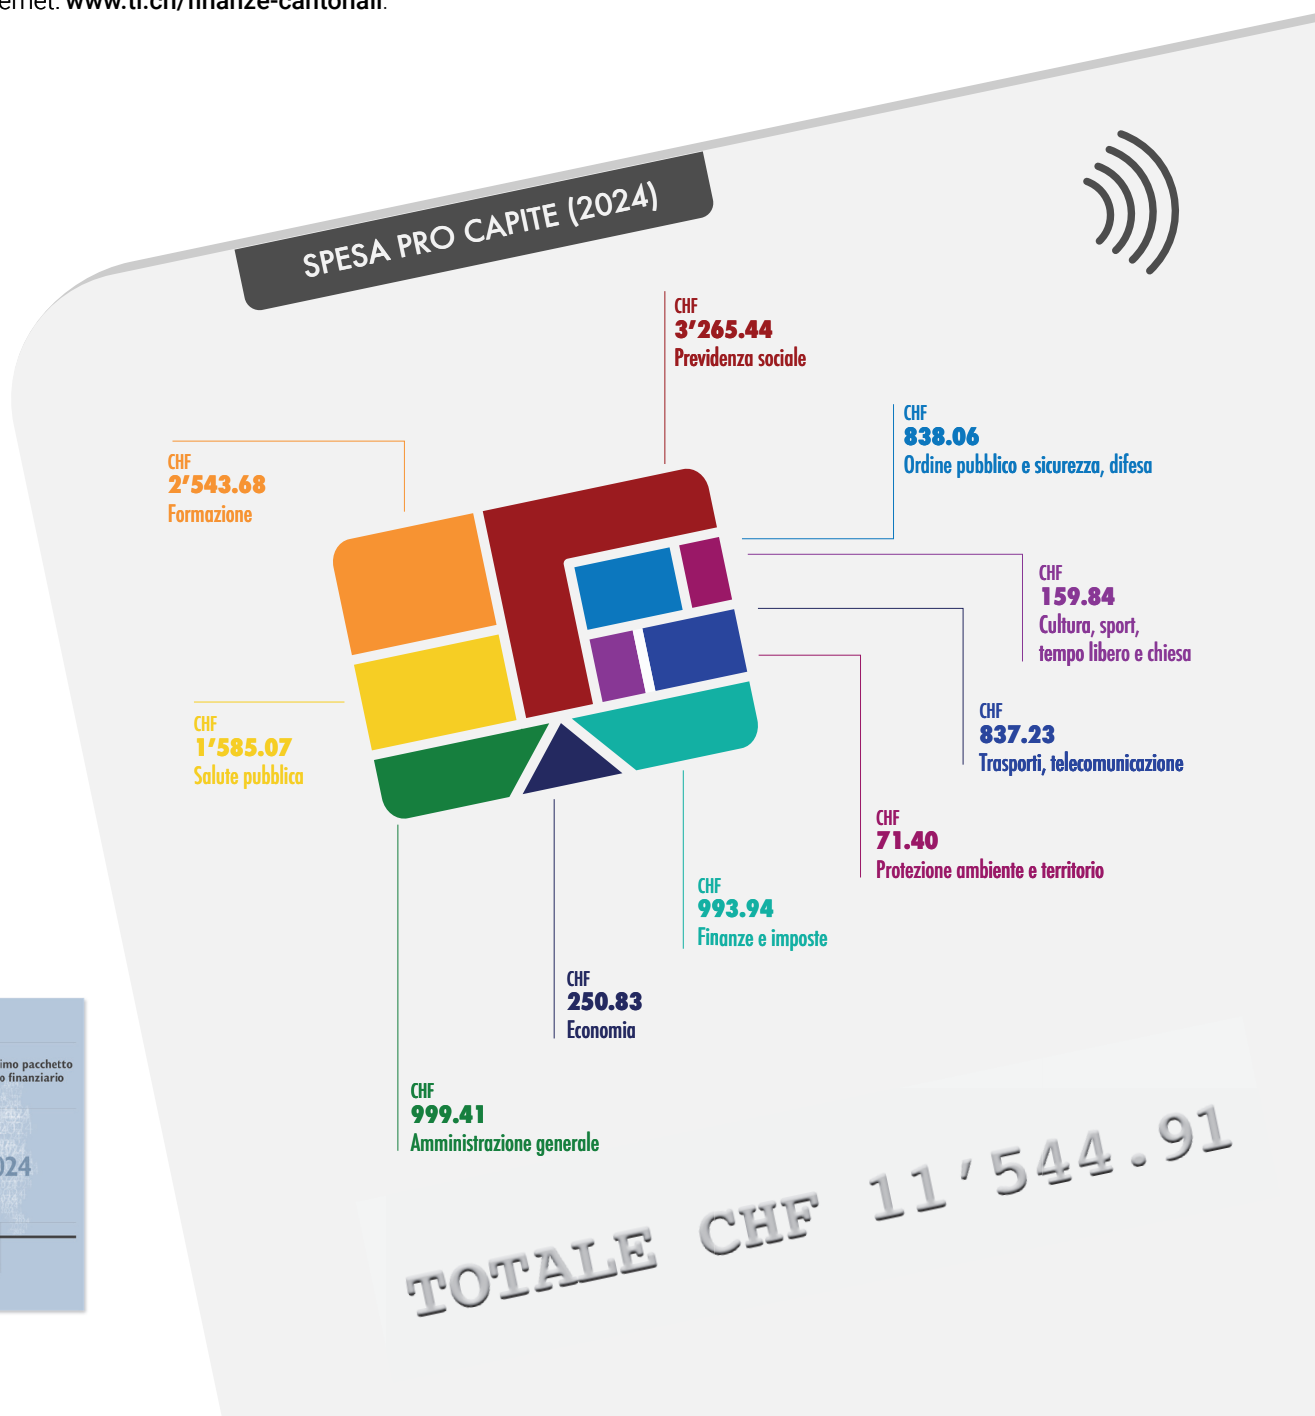 ernet: www.ti.ch/finanze-cantonali.
SPESA PRO CAPITE (2024)
CHF
3’265.44
Previdenza sociale
CHF
838.06
Ordine pubblico e sicurezza, difesa
CHF
2’543.68
Formazione
CHF
159.84
Cultura, sport,
tempo libero e chiesa
CHF
837.23
Trasporti, telecomunicazione
CHF
1’585.07
Salute pubblica
CHF
71.40
Protezione ambiente e territorio
CHF
993.94
Finanze e imposte
CHF
250.83
Economia
CHF
999.41
Amministrazione generale
imo pacchetto
o finanziario
024
TOTALE CHF 11’544.91